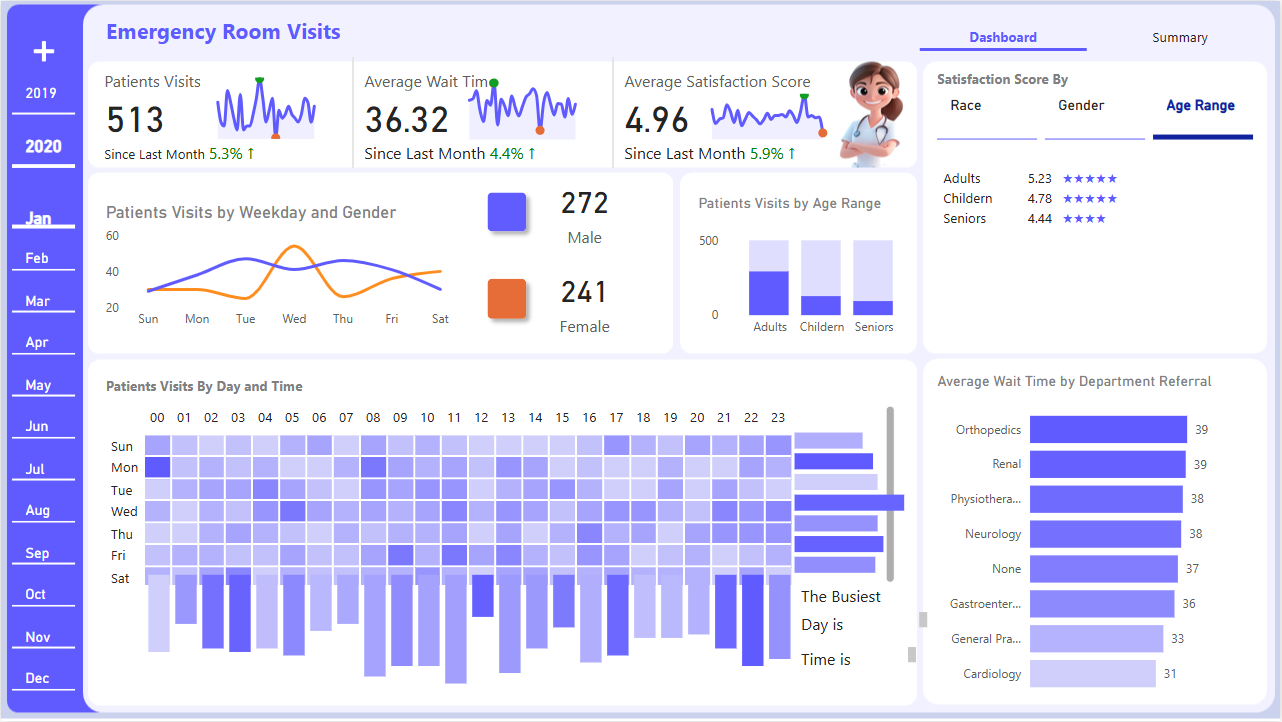 Emergency Room Visits
Dashboard
Summary
+
2019
2020
Jan
Feb
Mar
Apr
May
Jun
Jul
Aug
Sep
Oct
Nov
Dec
Patients Visits
513
Since Last Month 5.3% ↑
Average Wait Tim
36.32
Since Last Month 4.4% ↑
Average Satisfaction Score
4.96
Since Last Month 5.9% ↑
Satisfaction Score By
Race Gender Age Range
Adults 5.23 ★★★★★
Childern 4.78 ★★★★★
Seniors 4.44 ★★★★
Patients Visits by Weekday and Gender
60
40
20
Sun Mon Tue Wed Thu Fri Sat
272
Male
241
Female
Patients Visits by Age Range
500
0
Adults Childern Seniors
Patients Visits By Day and Time
00 01 02 03 04 05 06 07 08 09 10 11 12 13 14 15 16 17 18 19 20 21 22 23
Sun
Mon
Tue
Wed
Thu
Fri
Sat
The Busiest
Day is
Time is
Average Wait Time by Department Referral
Orthopedics 39
Renal 39
Physiothera... 38
Neurology 38
None 37
Gastroenter... 36
General Pra... 33
Cardiology 31